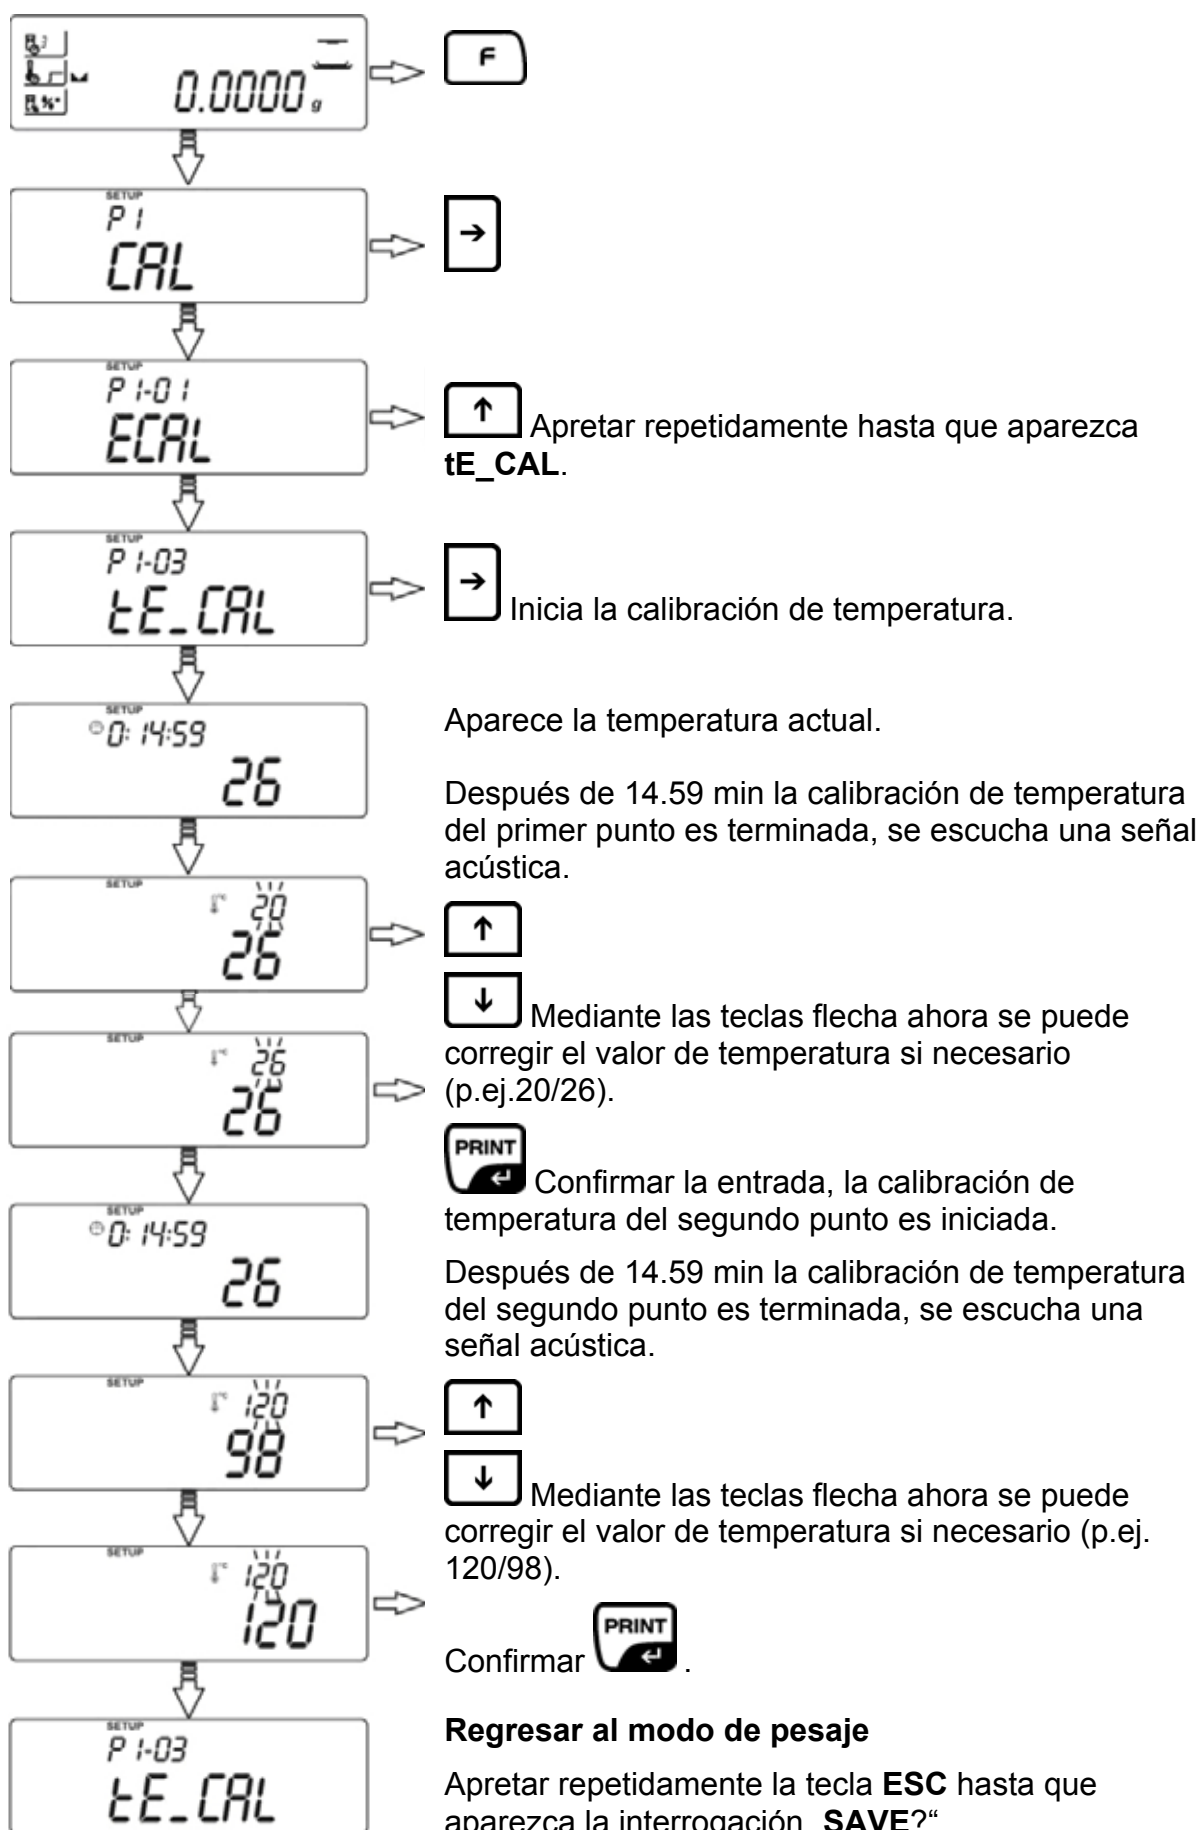 0.0000 g
F
SETUP
P1
CAL
→
SETUP
P1-01
ECAL
↑ Apretar repetidamente hasta que aparezca
tE_CAL.
SETUP
P1-03
tE_CAL
→ Inicia la calibración de temperatura.
SETUP
0:14:59
26
Aparece la temperatura actual.
Después de 14.59 min la calibración de temperatura
del primer punto es terminada, se escucha una señal
acústica.
SETUP
°C 20
26
↑
↓ Mediante las teclas flecha ahora se puede
corregir el valor de temperatura si necesario
(p.ej.20/26).
SETUP
°C 26
26
PRINT
Confirmar la entrada, la calibración de
temperatura del segundo punto es iniciada.
SETUP
0:14:59
26
Después de 14.59 min la calibración de temperatura
del segundo punto es terminada, se escucha una
señal acústica.
SETUP
°C 120
98
↑
↓ Mediante las teclas flecha ahora se puede
corregir el valor de temperatura si necesario (p.ej.
120/98).
SETUP
°C 120
120
PRINT
Confirmar .
SETUP
P1-03
tE_CAL
Regresar al modo de pesaje
Apretar repetidamente la tecla ESC hasta que
aparezca la interrogación „SAVE?“